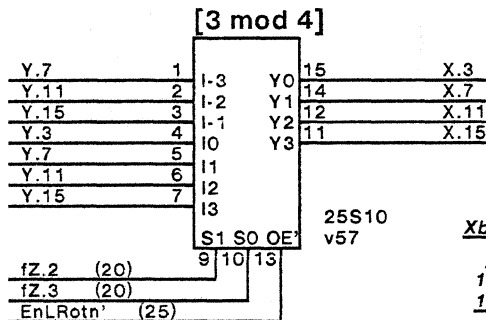 [3 mod 4]
Y.7 1 I-3 Y0 15 X.3
Y.11 2 I-2 Y1 14 X.7
Y.15 3 I-1 Y2 12 X.11
Y.3 4 I0 Y3 11 X.15
Y.7 5 I1
Y.11 6 I2
Y.15 7 I3
25S10
v57
S1 S0 OE'
9 10 13
fZ.2 (20)
fZ.3 (20)
EnLRotn' (25)